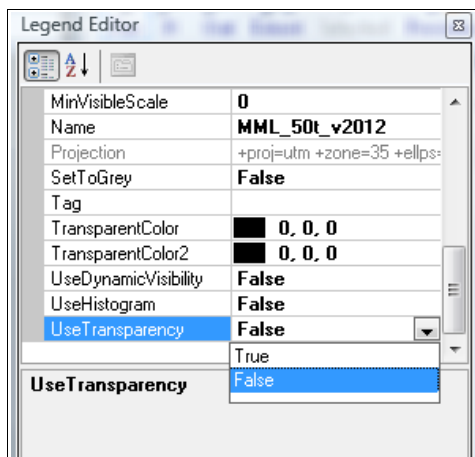 Legend Editor
MinVisibleScale 0
Name MML_50t_v2012
Projection +proj=utm +zone=35 +ellps=
SetToGrey False
Tag
TransparentColor 0, 0, 0
TransparentColor2 0, 0, 0
UseDynamicVisibility False
UseHistogram False
UseTransparency False
True
False
UseTransparency